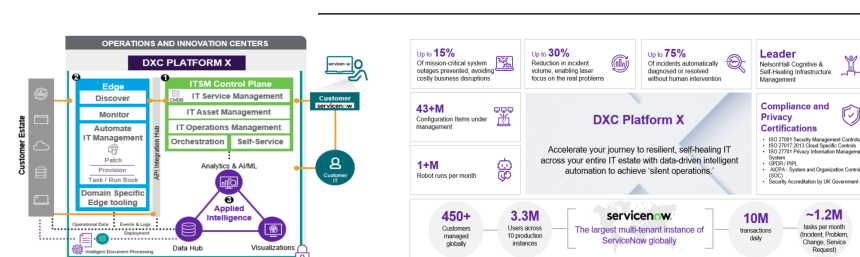 OPERATIONS AND INNOVATION CENTERS
DXC PLATFORM X
Customer Estate
2
Edge
Discover
Monitor
Automate
IT Management
Patch
Provision
Task / Run Book
Domain Specific
Edge tooling
API Integration Hub
1
ITSM Control Plane
CMDB
IT Service Management
IT Asset Management
IT Operations Management
Orchestration
Self-Service
Analytics & AI/ML
3
Applied
Intelligence
Data Hub
Visualizations
Operational Data
Events & Logs
Deployment
Intelligent Document Processing
servicenow
Customer
servicenow
Customer
IT
Up to 15%
Of mission-critical system
outages prevented, avoiding
costly business disruptions
Up to 30%
Reduction in incident
volume, enabling laser
focus on the real problems
Up to 75%
Of incidents automatically
diagnosed or resolved
without human intervention
Leader
NelsonHall Cognitive &
Self-Healing Infrastructure
Management
43+M
Configuration Items under
management
1+M
Robot runs per month
DXC Platform X
Accelerate your journey to resilient, self-healing IT
across your entire IT estate with data-driven intelligent
automation to achieve 'silent operations.'
Compliance and
Privacy
Certifications
• ISO 27001 Security Management Controls
• ISO 27017:2013 Cloud Specific Controls
• ISO 27701 Privacy Information Management
System
• GPDR / PIPL
• AICPA - System and Organization Controls
(SOC)
• Security Accreditation by UK Government
450+
Customers
managed
globally
3.3M
Users across
10 production
instances
servicenow
The largest multi-tenant instance of
ServiceNow globally
10M
transactions
daily
~1.2M
tasks per month
(Incident, Problem,
Change, Service
Request)